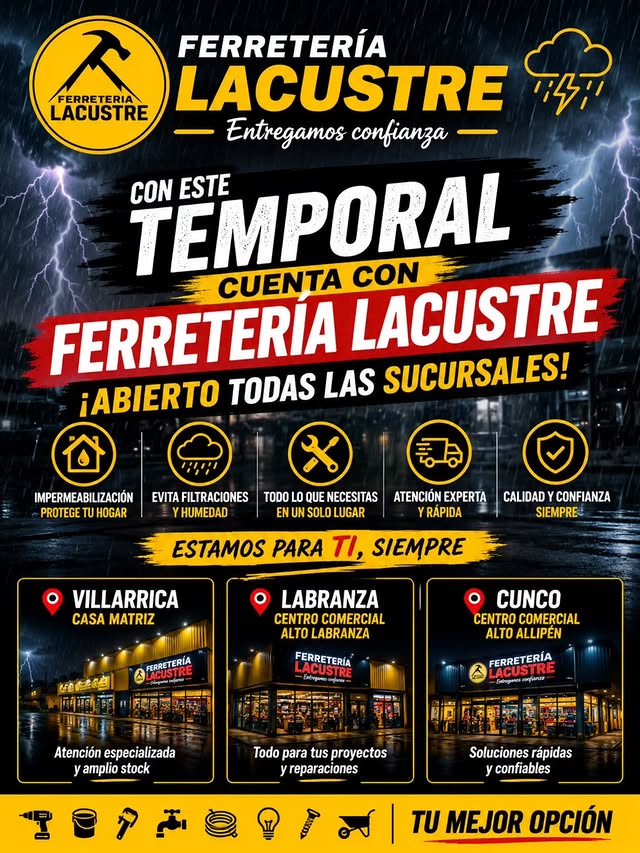 FERRETERIA
LACUSTRE
FERRETERÍA
LACUSTRE
Entregamos confianza
CON ESTE
TEMPORAL
CUENTA CON
FERRETERÍA LACUSTRE
¡ABIERTO TODAS LAS SUCURSALES!
IMPERMEABILIZACIÓN
PROTEGE TU HOGAR
EVITA FILTRACIONES
Y HUMEDAD
TODO LO QUE NECESITAS
EN UN SOLO LUGAR
ATENCIÓN EXPERTA
Y RÁPIDA
CALIDAD Y CONFIANZA
SIEMPRE
ESTAMOS PARA TI, SIEMPRE
VILLARRICA
CASA MATRIZ
FERRETERÍA
LACUSTRE
Entregamos confianza
Atención especializada
y amplio stock
LABRANZA
CENTRO COMERCIAL
ALTO LABRANZA
FERRETERÍA
LACUSTRE
Entregamos confianza
Todo para tus proyectos
y reparaciones
CUNCO
CENTRO COMERCIAL
ALTO ALLIPÉN
FERRETERÍA
LACUSTRE
Entregamos confianza
Soluciones rápidas
y confiables
TU MEJOR OPCIÓN